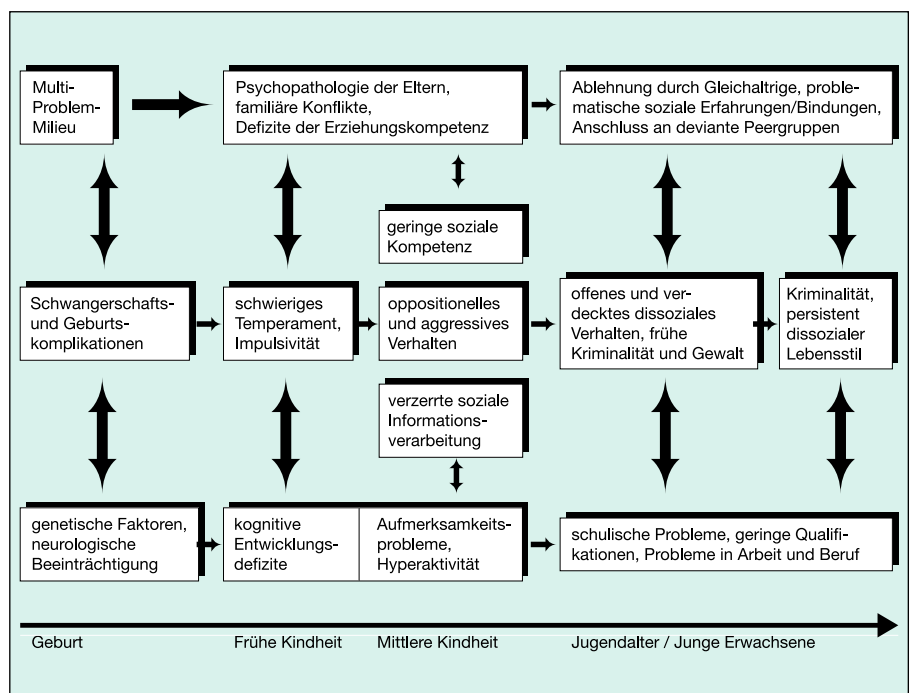 Multi-
Problem-
Milieu
Psychopathologie der Eltern,
familiäre Konflikte,
Defizite der Erziehungskompetenz
Ablehnung durch Gleichaltrige, proble-
matische soziale Erfahrungen/Bindungen,
Anschluss an deviante Peergruppen
geringe soziale
Kompetenz
Schwangerschafts-
und Geburts-
komplikationen
schwieriges
Temperament,
Impulsivität
oppositionelles
und aggressives
Verhalten
offenes und ver-
decktes dissoziales
Verhalten, frühe
Kriminalität und Gewalt
Kriminalität,
persistent
dissozialer
Lebensstil
verzerrte soziale
Informations-
verarbeitung
genetische Faktoren,
neurologische
Beeinträchtigung
kognitive
Entwicklungs-
defizite
Aufmerksamkeits-
probleme,
Hyperaktivität
schulische Probleme, geringe Qualifi-
kationen, Probleme in Arbeit und Beruf
Geburt
Frühe Kindheit
Mittlere Kindheit
Jugendalter / Junge Erwachsene